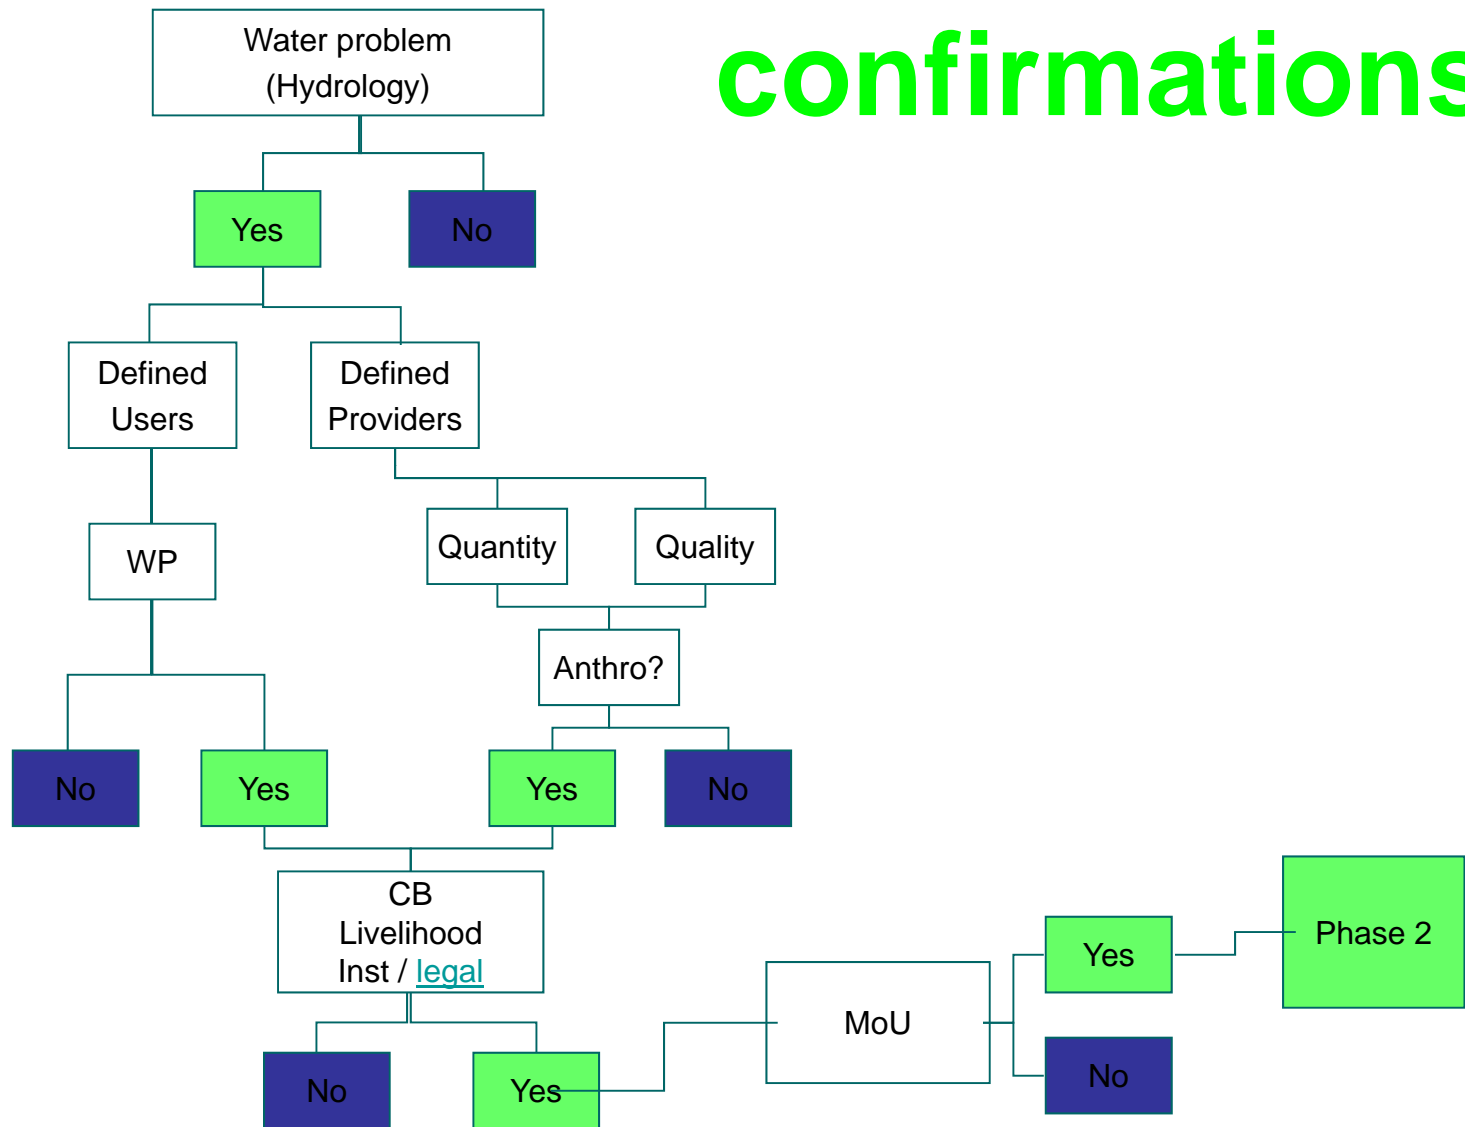 confirmations
Water problem
(Hydrology)
Yes
No
Defined
Users
Defined
Providers
WP
Quantity
Quality
Anthro?
No
Yes
Yes
No
CB
Livelihood
Inst / legal
No
Yes
MoU
Yes
No
Phase 2